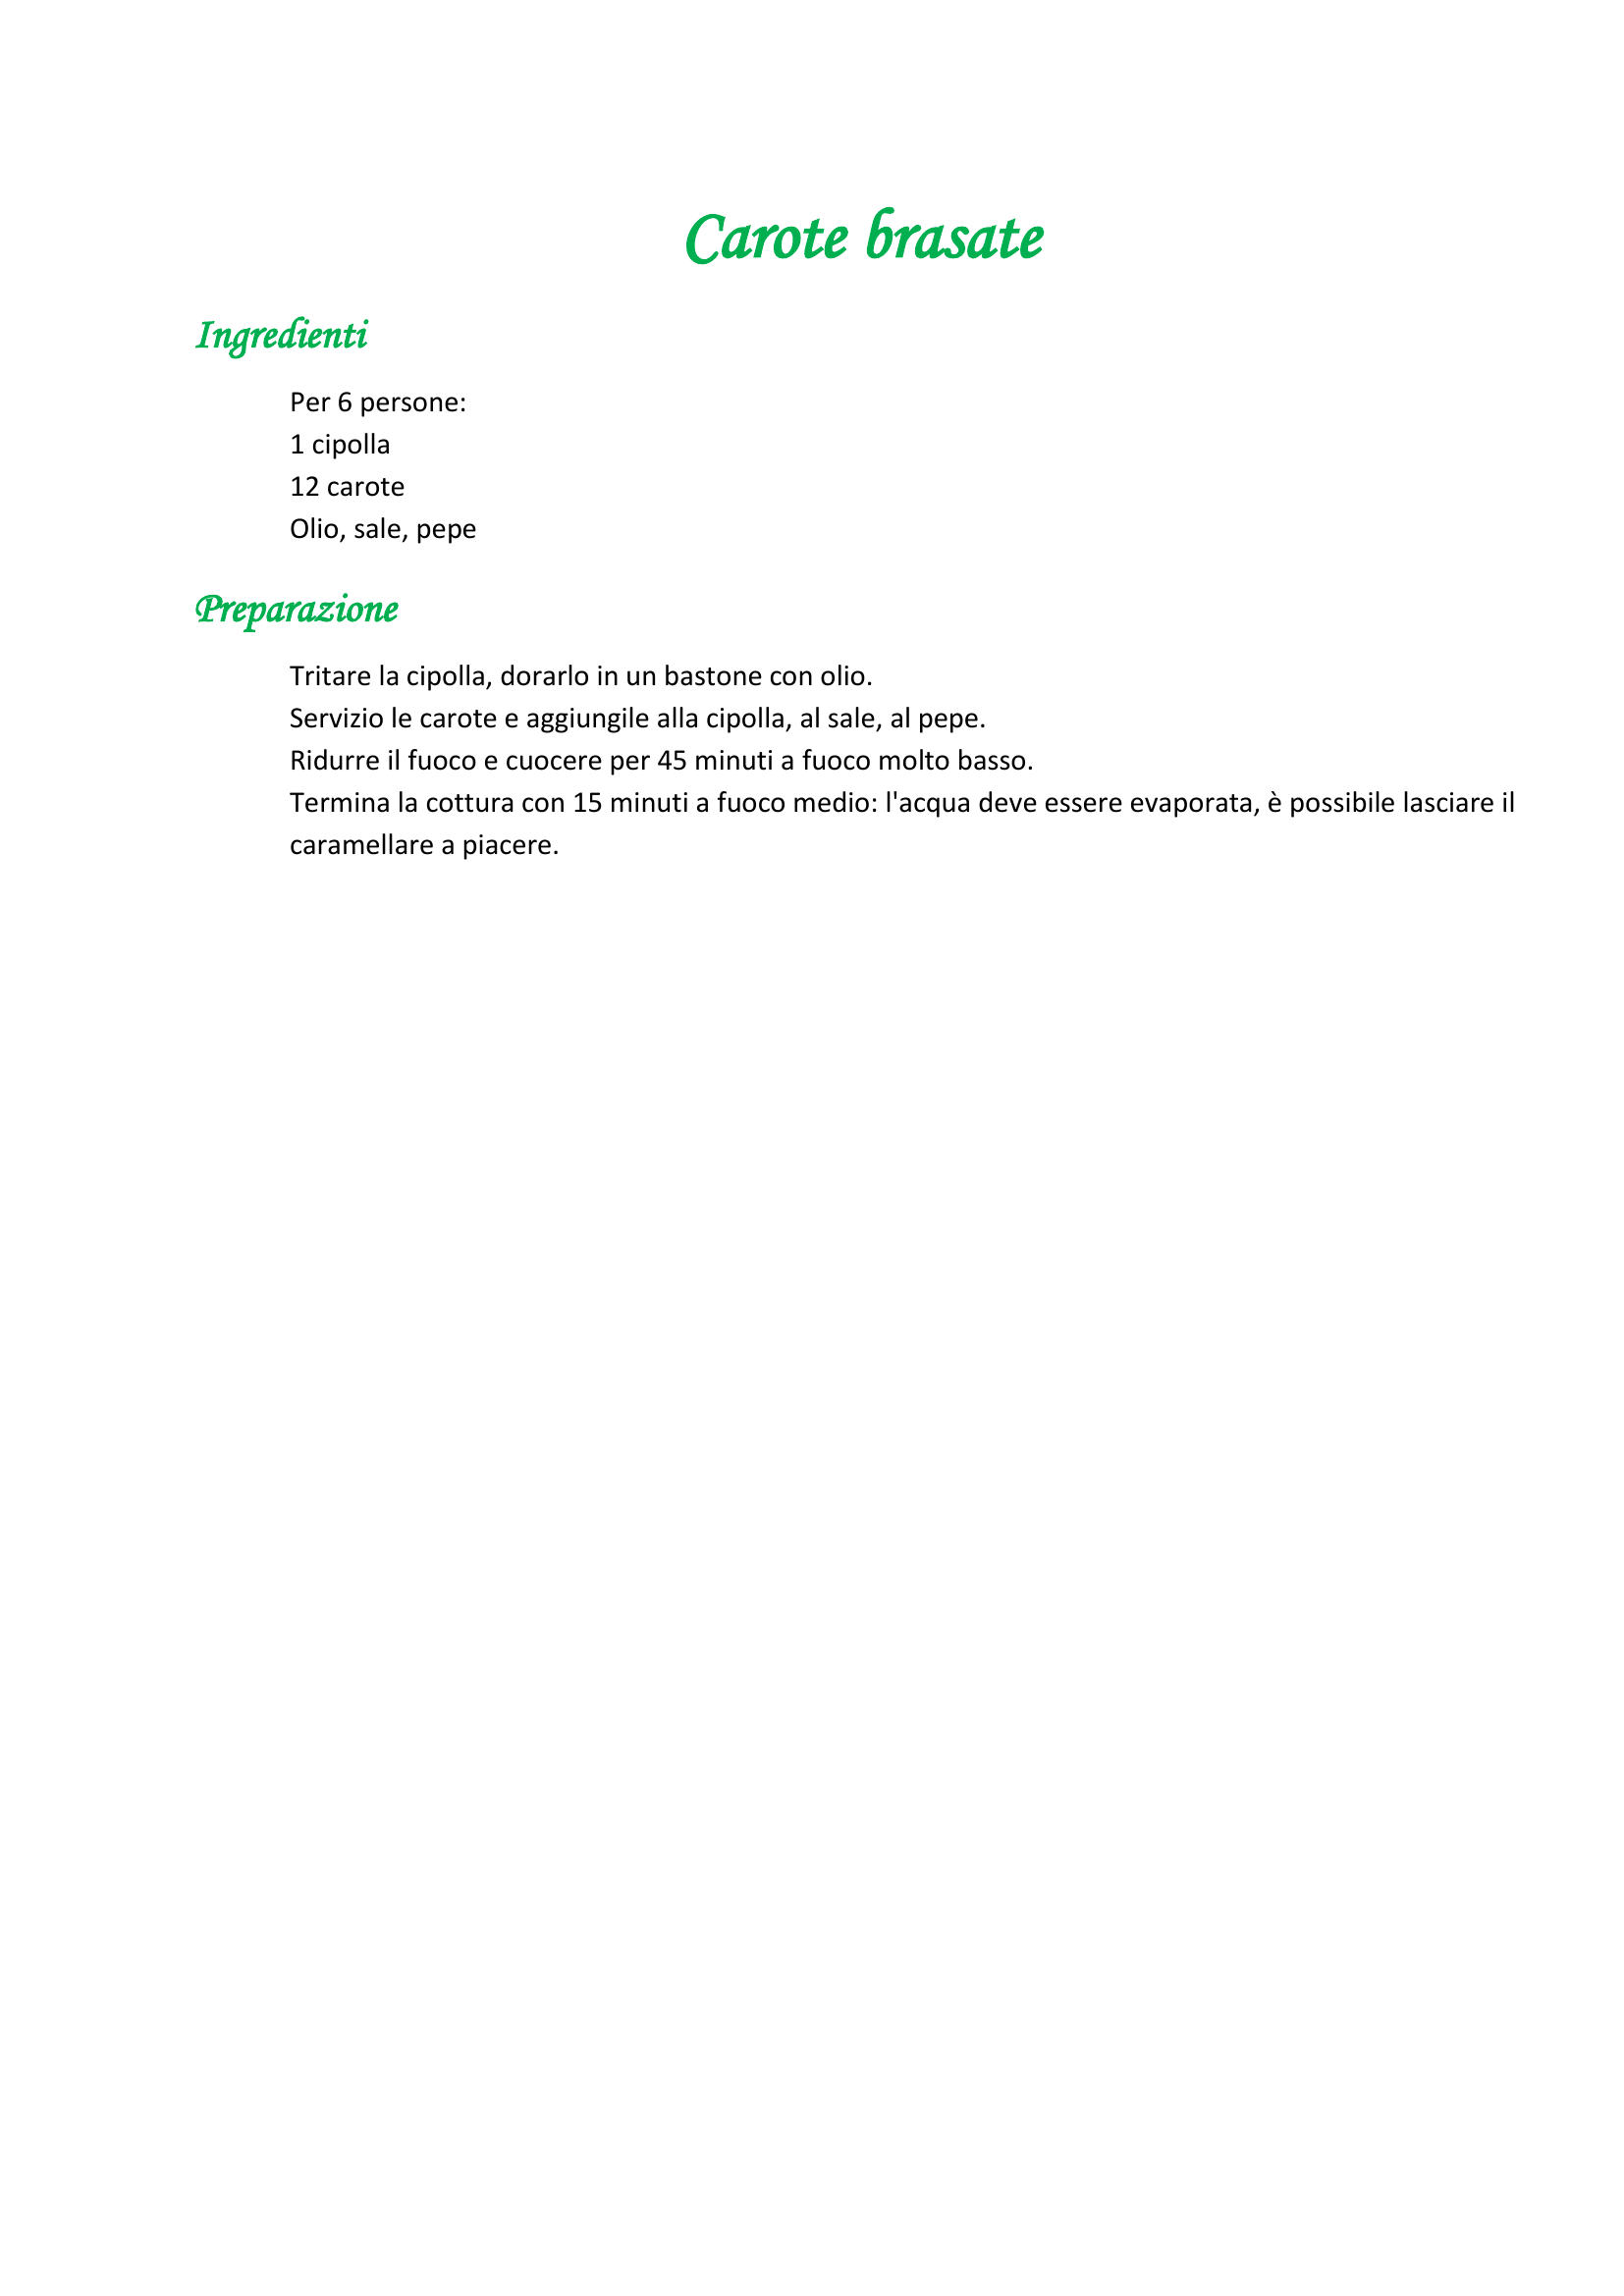 Carote brasate
Ingredienti
Per 6 persone:
1 cipolla
12 carote
Olio, sale, pepe
Preparazione
Tritare la cipolla, dorarlo in un bastone con olio.
Servizio le carote e aggiungile alla cipolla, al sale, al pepe.
Ridurre il fuoco e cuocere per 45 minuti a fuoco molto basso.
Termina la cottura con 15 minuti a fuoco medio: l'acqua deve essere evaporata, è possibile lasciare il
caramellare a piacere.